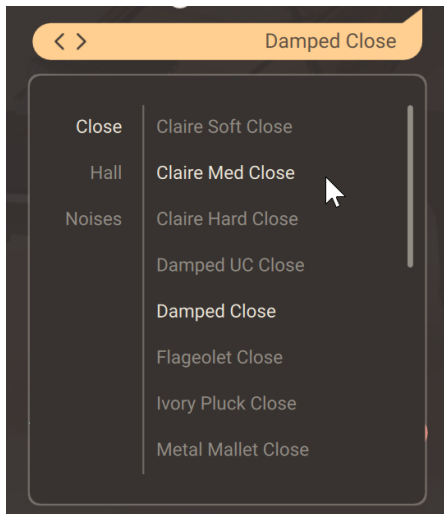 Damped Close
Close
Hall
Noises
Claire Soft Close
Claire Med Close
Claire Hard Close
Damped UC Close
Damped Close
Flageolet Close
Ivory Pluck Close
Metal Mallet Close